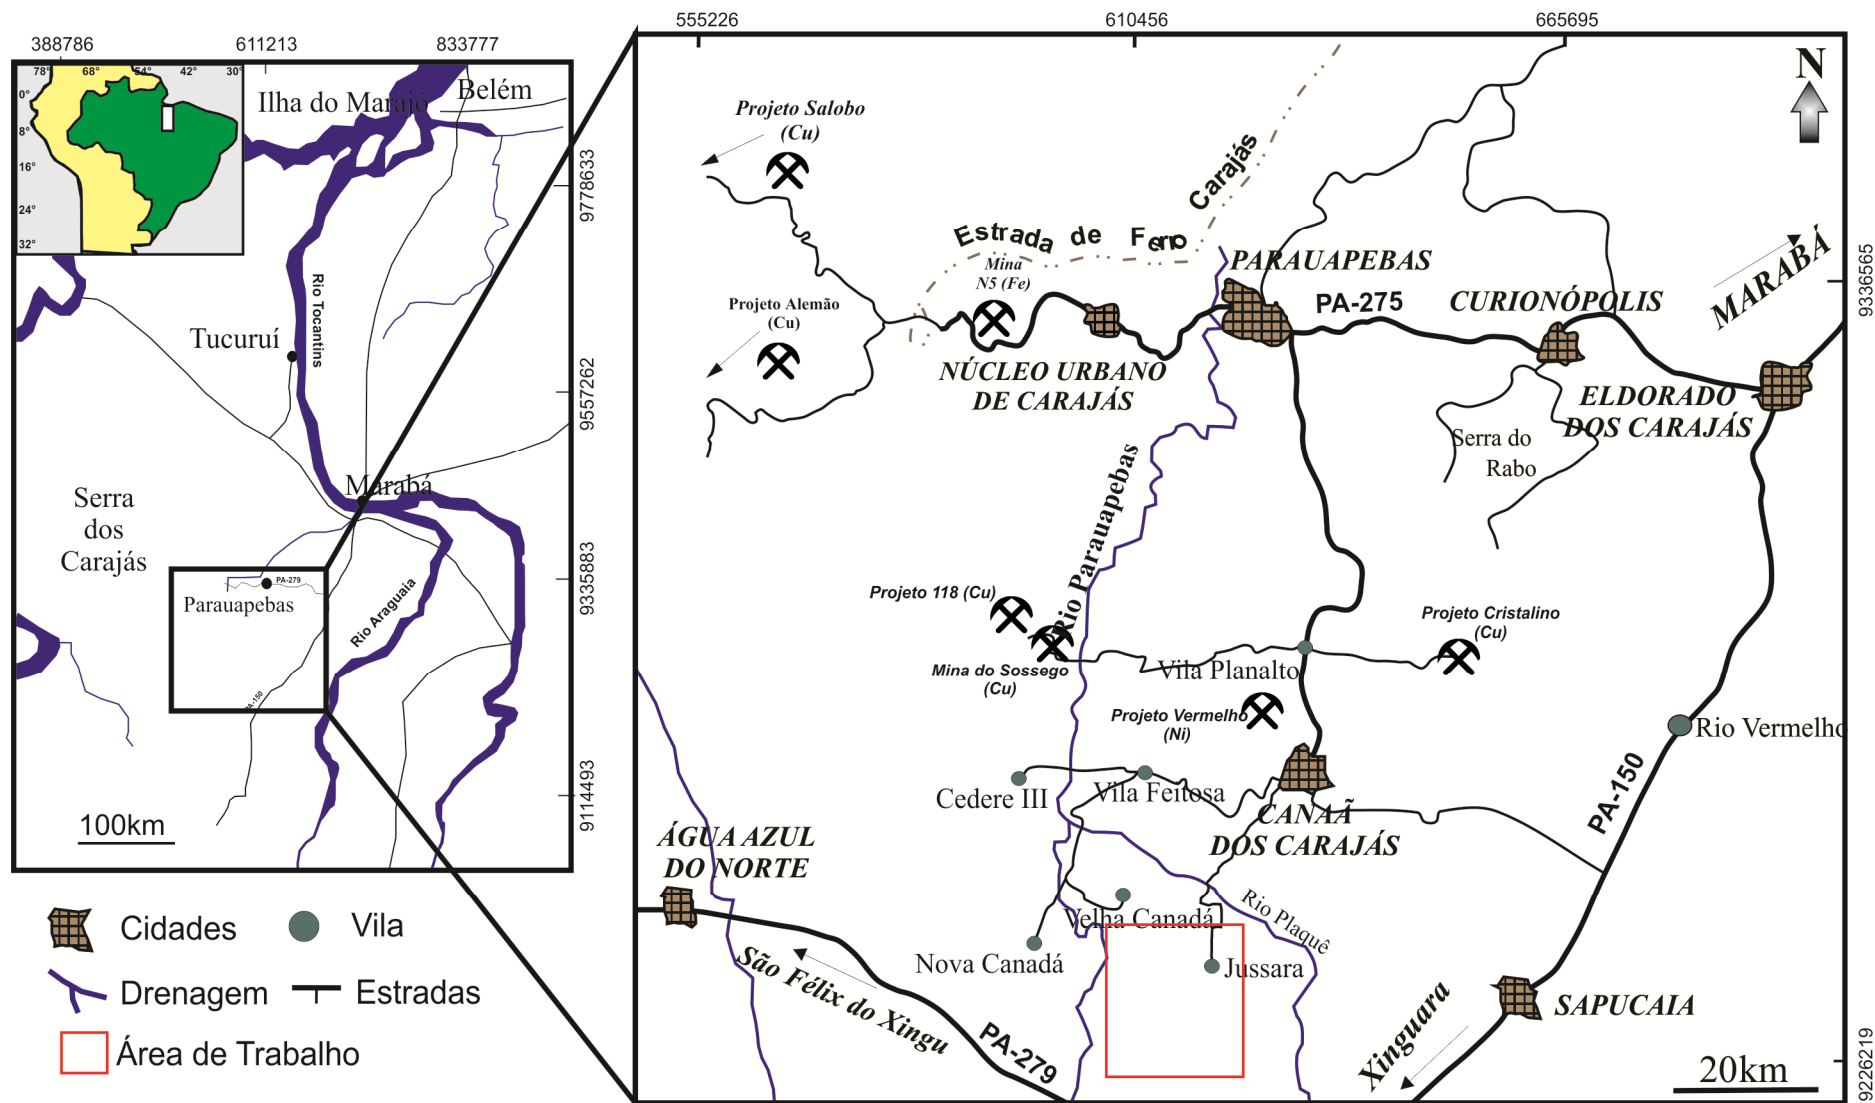 388786
611213
833777
78°
68°
54°
42°
30°
0°
8°
16°
24°
32°
Ilha do Marajó
Belém
Rio Tocantins
Tucuruí
Marabá
Serra
dos
Carajás
PA-279
Parauapebas
Rio Araguaia
PA-150
100km
9778633
9557262
9335883
9114493
Cidades
Vila
Drenagem
Estradas
Área de Trabalho
555226
610456
665695
N
Projeto Salobo
(Cu)
Carajás
Estrada de Ferro
Mina
N5 (Fe)
PARAUAPEBAS
PA-275
CURIONÓPOLIS
MARABÁ
9336565
Projeto Alemão
(Cu)
NÚCLEO URBANO
DE CARAJÁS
ELDORADO
DOS CARAJÁS
Serra do
Rabo
Rio Parauapebas
Projeto 118 (Cu)
Projeto Cristalino
(Cu)
Mina do Sossego
(Cu)
Vila Planalto
Projeto Vermelho
(Ni)
Rio Vermelho
Cedere III
Vila Feitosa
CANAÃ
DOS CARAJÁS
PA-150
ÁGUA AZUL
DO NORTE
Velha Canadá
Rio Plaquê
Nova Canadá
Jussara
São Félix do Xingu
PA-279
SAPUCAIA
Xinguara
20km
9226219